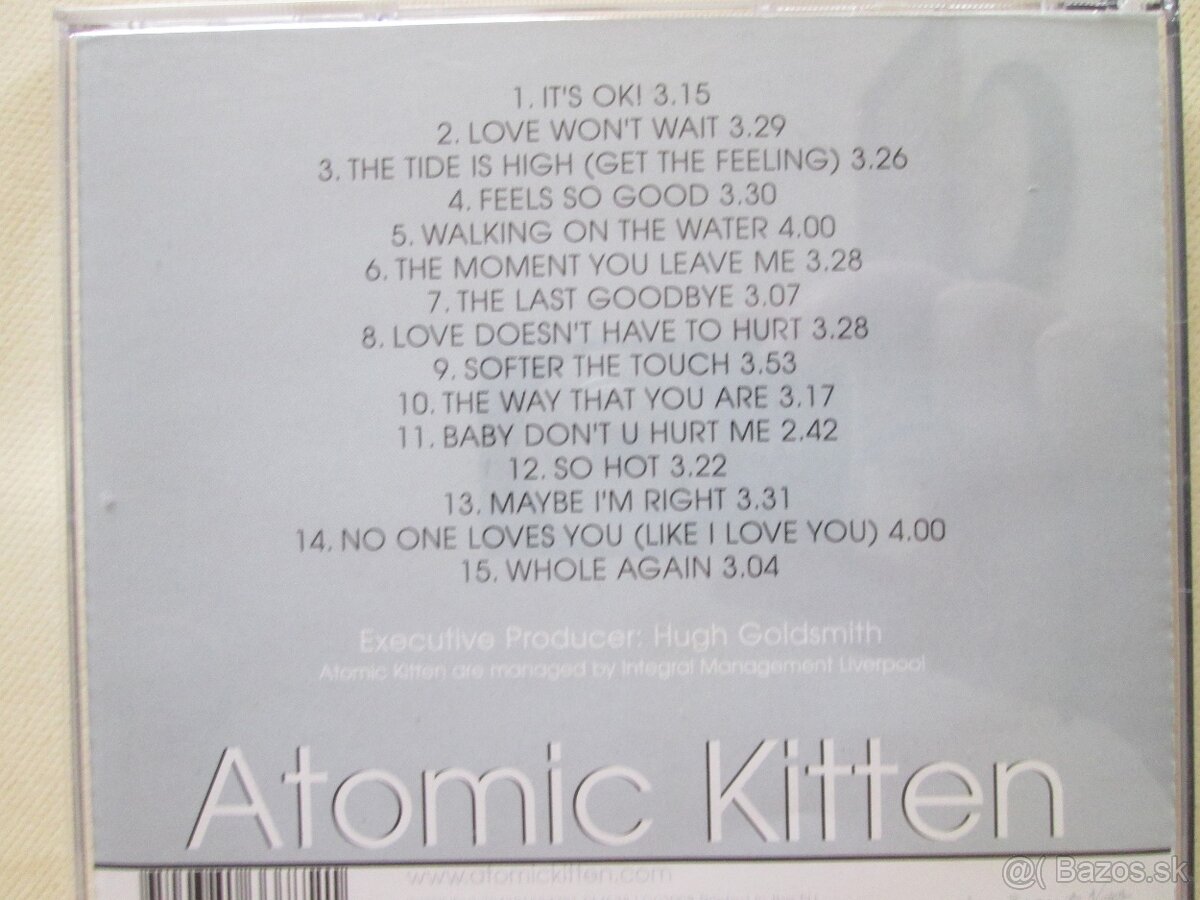 1. IT'S OK! 3.15
2. LOVE WON'T WAIT 3.29
3. THE TIDE IS HIGH (GET THE FEELING) 3.26
4. FEELS SO GOOD 3.30
5. WALKING ON THE WATER 4.00
6. THE MOMENT YOU LEAVE ME 3.28
7. THE LAST GOODBYE 3.07
8. LOVE DOESN'T HAVE TO HURT 3.28
9. SOFTER THE TOUCH 3.53
10. THE WAY THAT YOU ARE 3.17
11. BABY DON'T U HURT ME 2.42
12. SO HOT 3.22
13. MAYBE I'M RIGHT 3.31
14. NO ONE LOVES YOU (LIKE I LOVE YOU) 4.00
15. WHOLE AGAIN 3.04
Executive Producer: Hugh Goldsmith
Atomic Kitten are managed by Integral Management Liverpool
Atomic Kitten
www.atomickitten.com
@( Bazos.sk